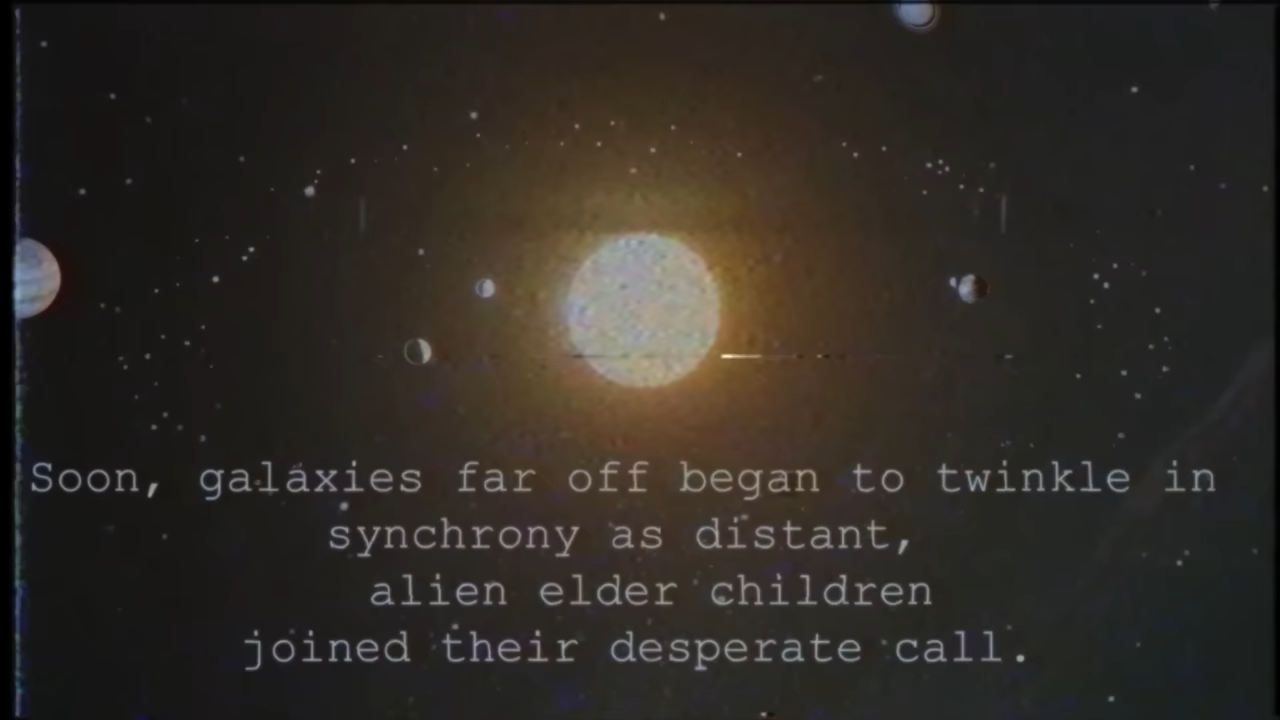 Soon, galaxies far off began to twinkle in
synchrony as distant,
alien elder children
joined their desperate call.